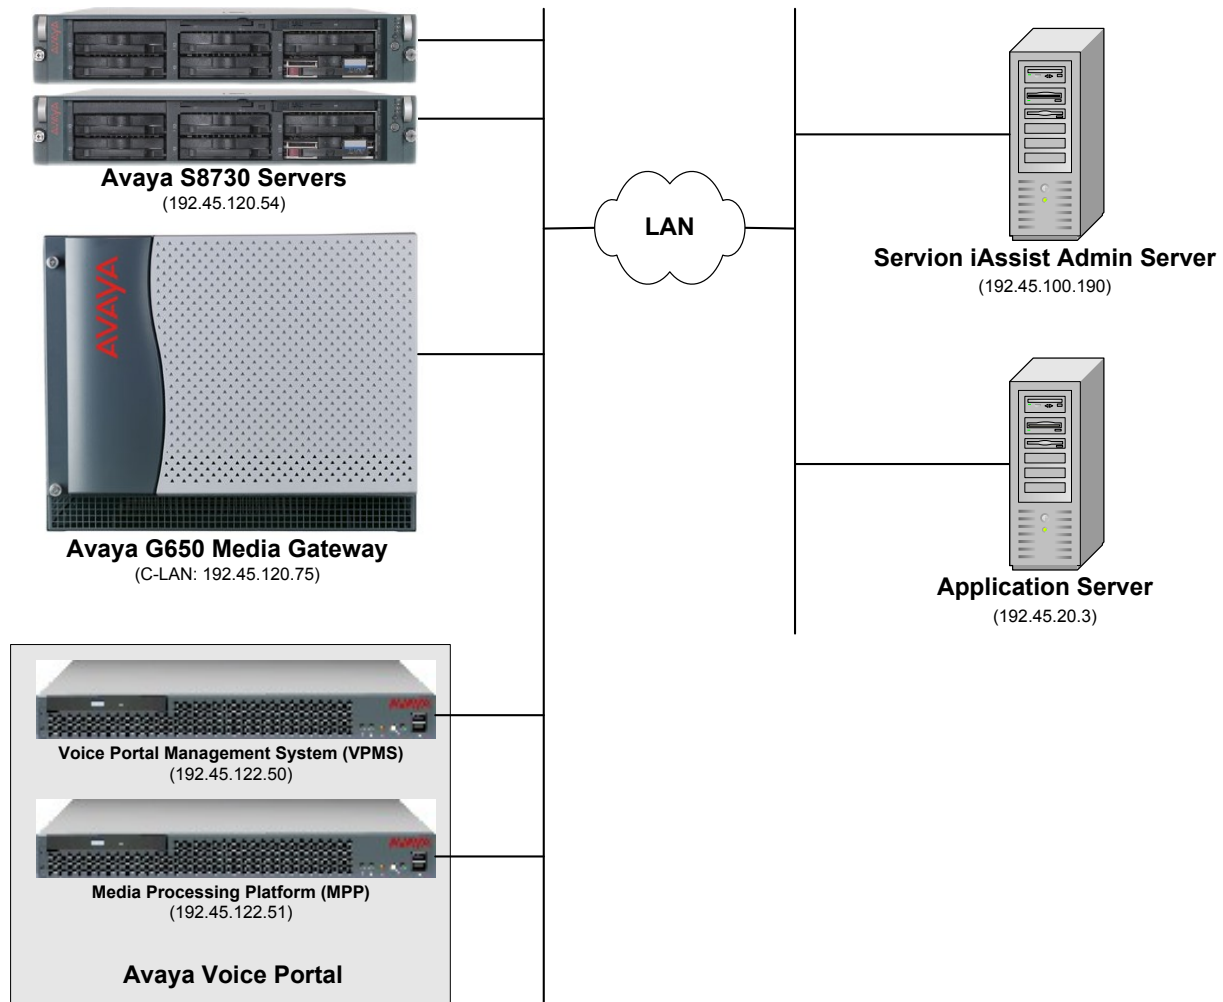 Avaya S8730 Servers
(192.45.120.54)
AVAYA
Avaya G650 Media Gateway
(C-LAN: 192.45.120.75)
LAN
Servion iAssist Admin Server
(192.45.100.190)
Application Server
(192.45.20.3)
AVAYA
Voice Portal Management System (VPMS)
(192.45.122.50)
AVAYA
Media Processing Platform (MPP)
(192.45.122.51)
Avaya Voice Portal